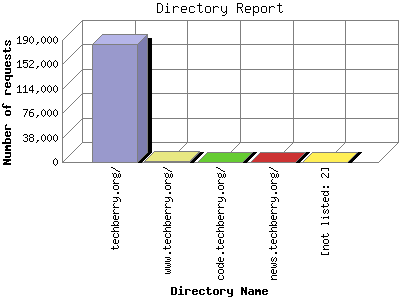 Directory Report
Number of requests
190,000
152,000
114,000
76,000
38,000
0
techberry.org/
www.techberry.org/
code.techberry.org/
news.techberry.org/
[not listed: 2]
Directory Name